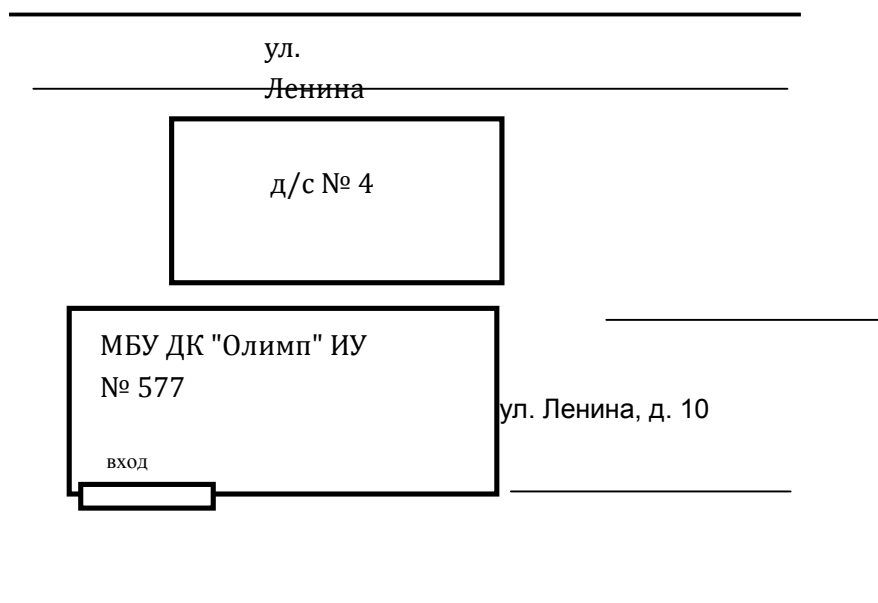 ул.
Ленина
д/с № 4
МБУ ДК "Олимп" ИУ
№ 577
ул. Ленина, д. 10
вход